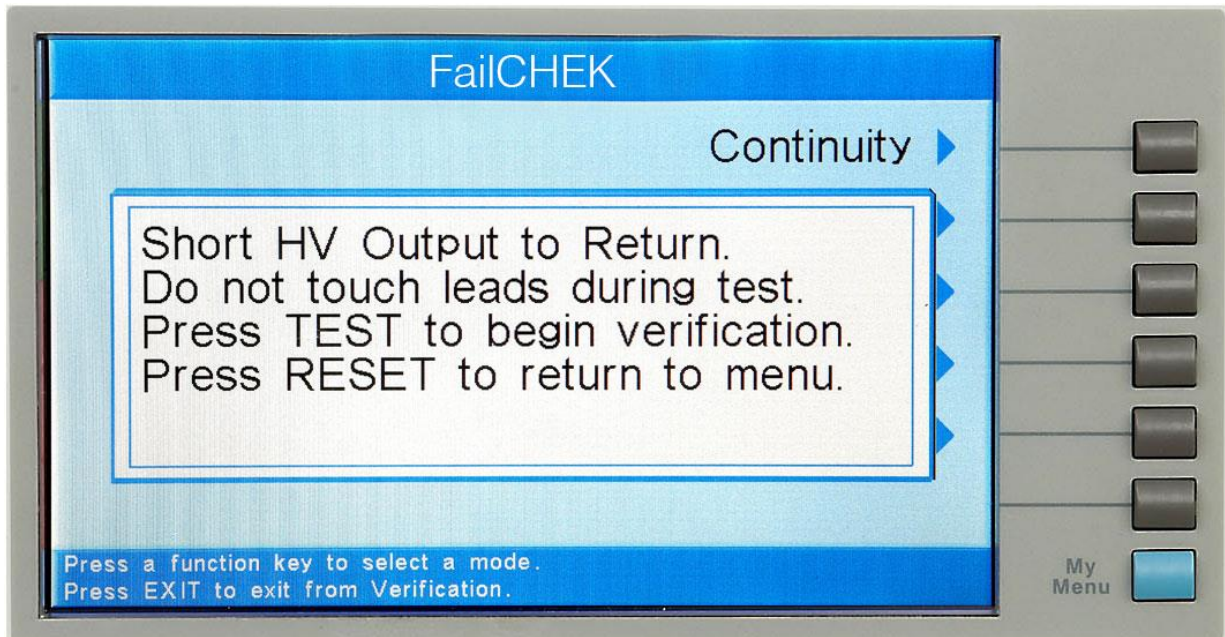 FailCHEK
Continuity
Short HV Output to Return.
Do not touch leads during test.
Press TEST to begin verification.
Press RESET to return to menu.
Press a function key to select a mode.
Press EXIT to exit from Verification.
My
Menu